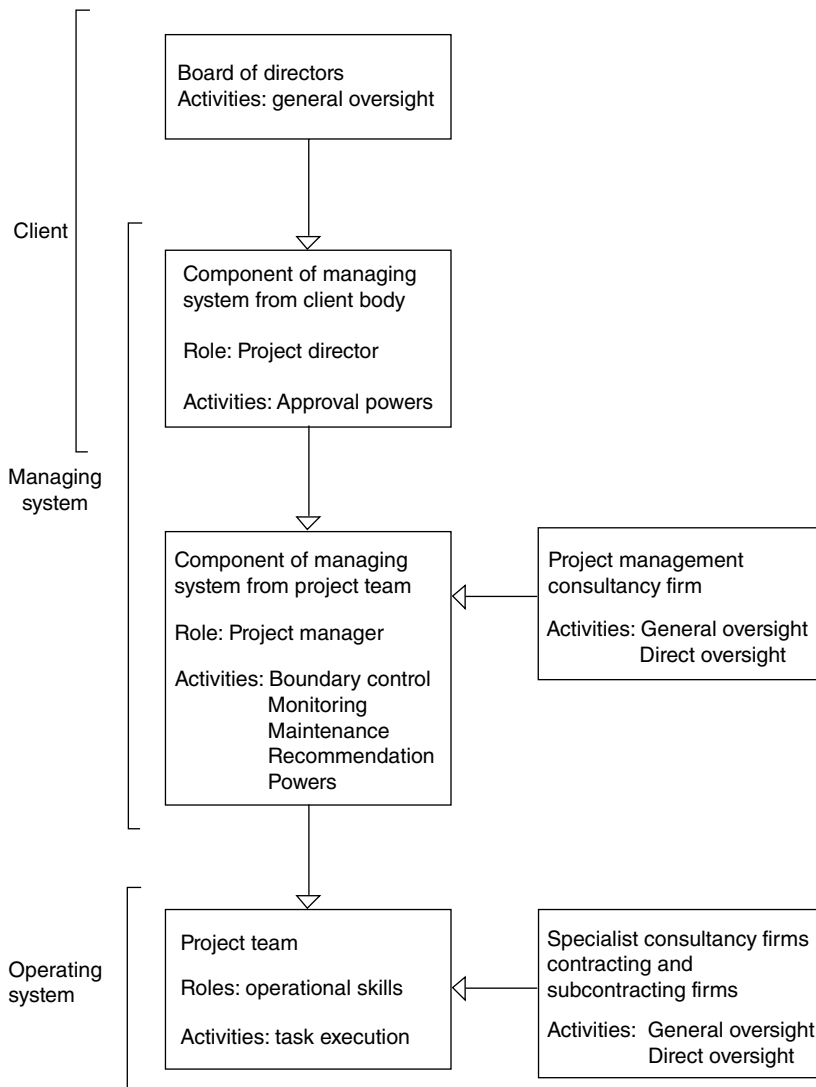 Board of directors
Activities: general oversight
Client
Component of managing
system from client body
Role: Project director
Activities: Approval powers
Managing
system
Component of managing
system from project team
Role: Project manager
Activities: Boundary control
Monitoring
Maintenance
Recommendation
Powers
Project management
consultancy firm
Activities: General oversight
Direct oversight
Operating
system
Project team
Roles: operational skills
Activities: task execution
Specialist consultancy firms
contracting and
subcontracting firms
Activities: General oversight
Direct oversight